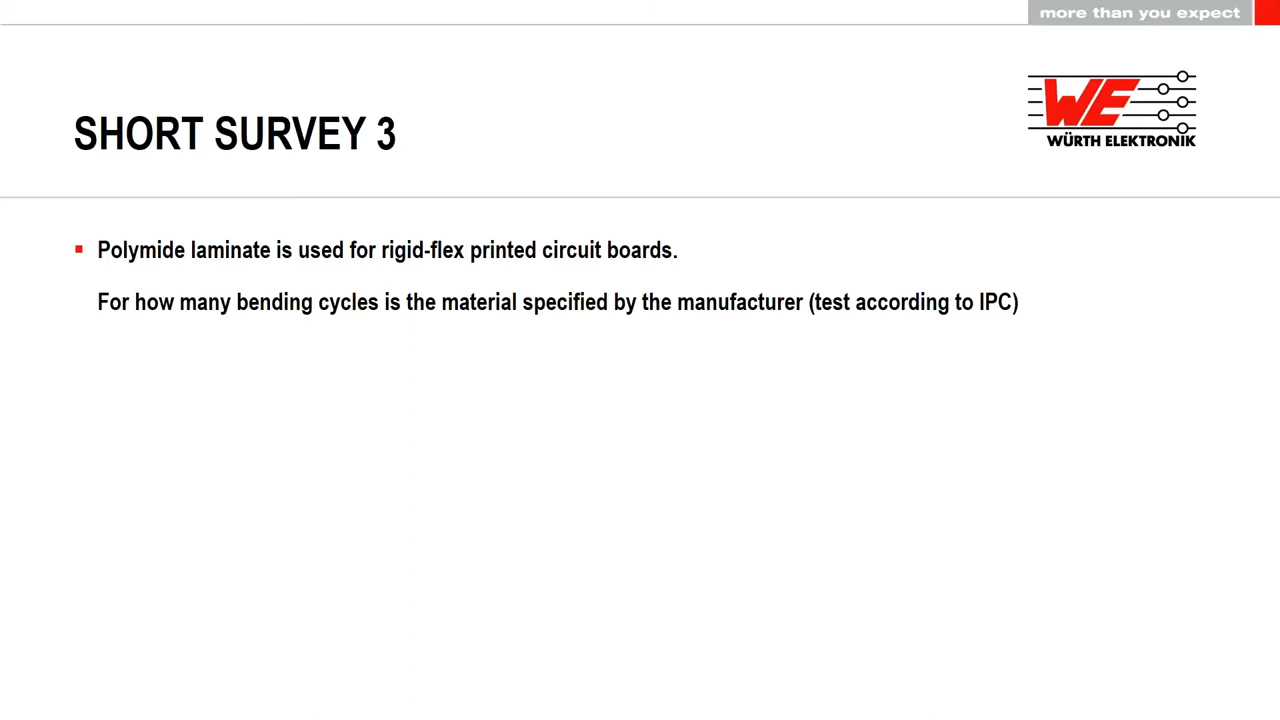 more than you expect
WE
WÜRTH ELEKTRONIK
SHORT SURVEY 3
Polymide laminate is used for rigid-flex printed circuit boards.
For how many bending cycles is the material specified by the manufacturer (test according to IPC)